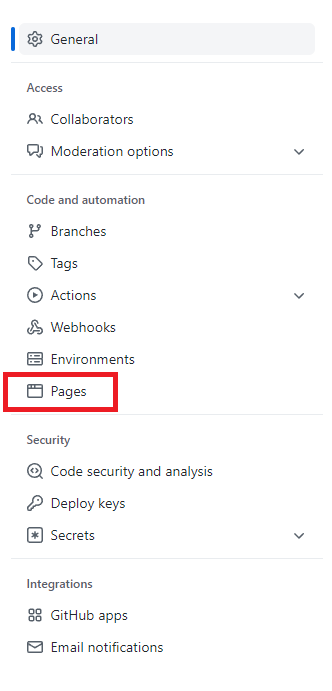 General
Access
Collaborators
Moderation options
Code and automation
Branches
Tags
Actions
Webhooks
Environments
Pages
Security
Code security and analysis
Deploy keys
Secrets
Integrations
GitHub apps
Email notifications